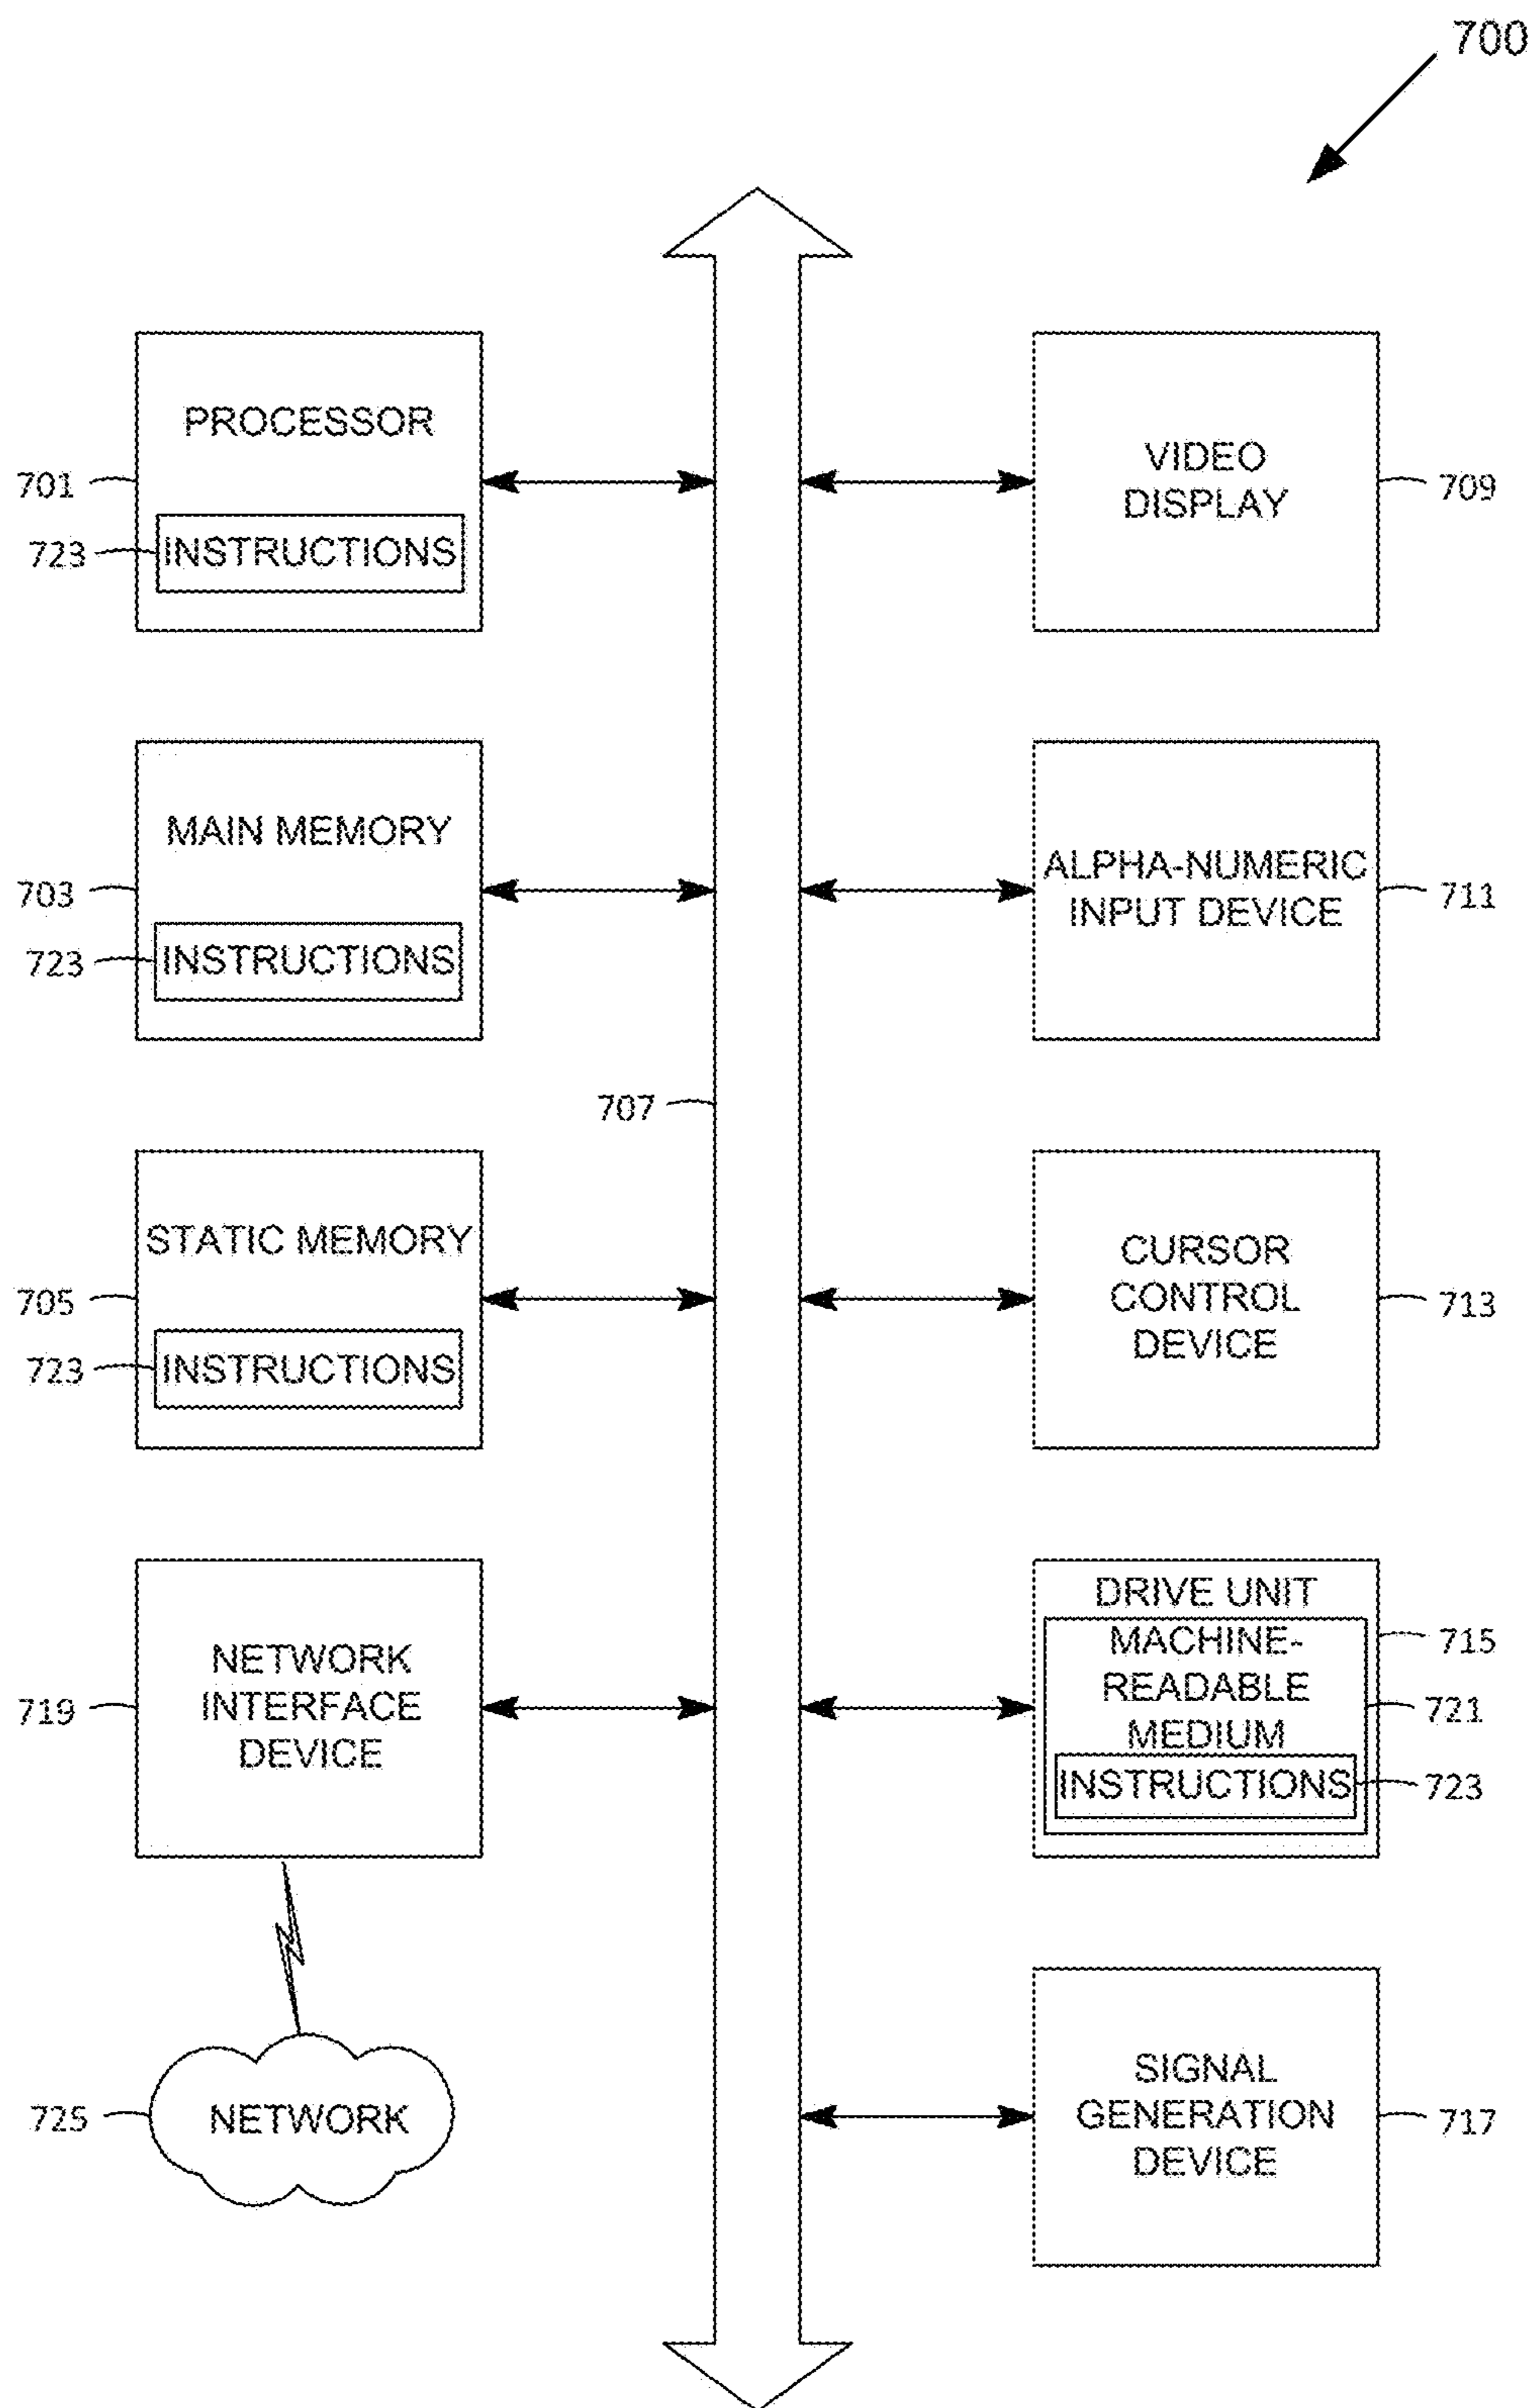 700
PROCESSOR
701
723
INSTRUCTIONS
VIDEO
DISPLAY
709
MAIN MEMORY
703
723
INSTRUCTIONS
ALPHA-NUMERIC
INPUT DEVICE
711
707
STATIC MEMORY
705
723
INSTRUCTIONS
CURSOR
CONTROL
DEVICE
713
NETWORK
INTERFACE
DEVICE
719
DRIVE UNIT
715
MACHINE-
READABLE
MEDIUM
721
INSTRUCTIONS
723
725
NETWORK
SIGNAL
GENERATION
DEVICE
717